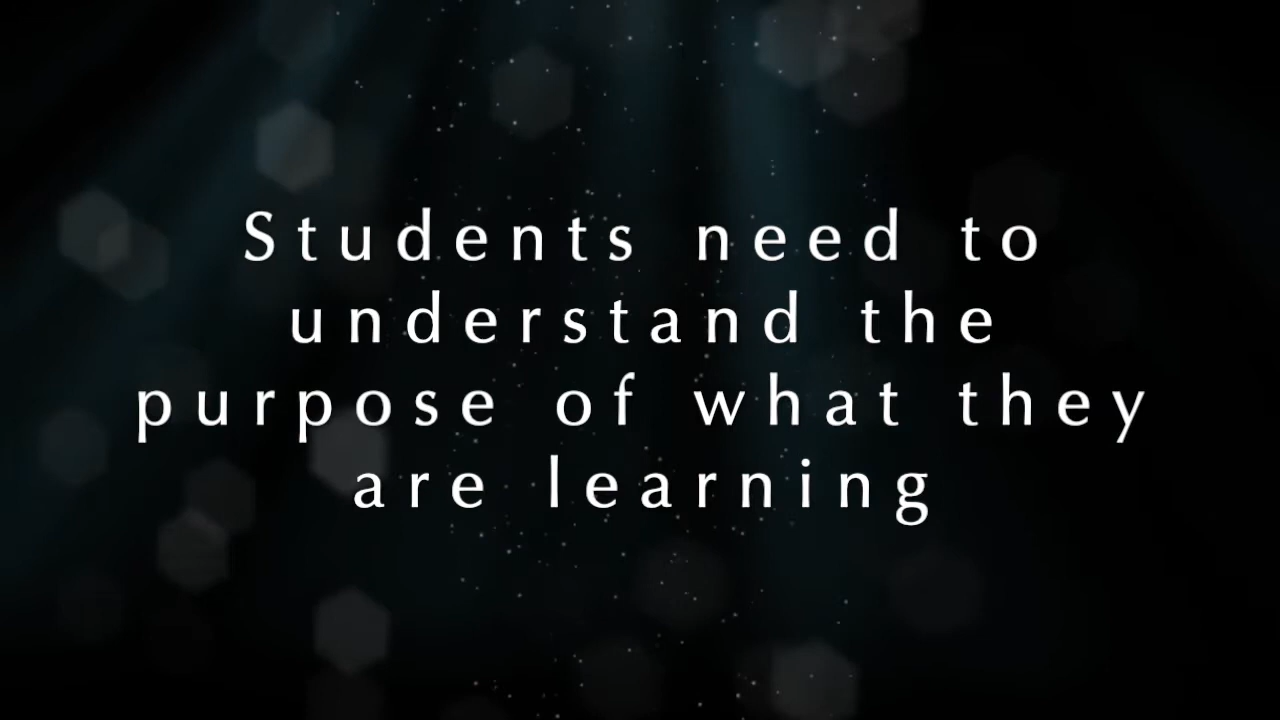 Students need to
understand the
purpose of what they
are learning